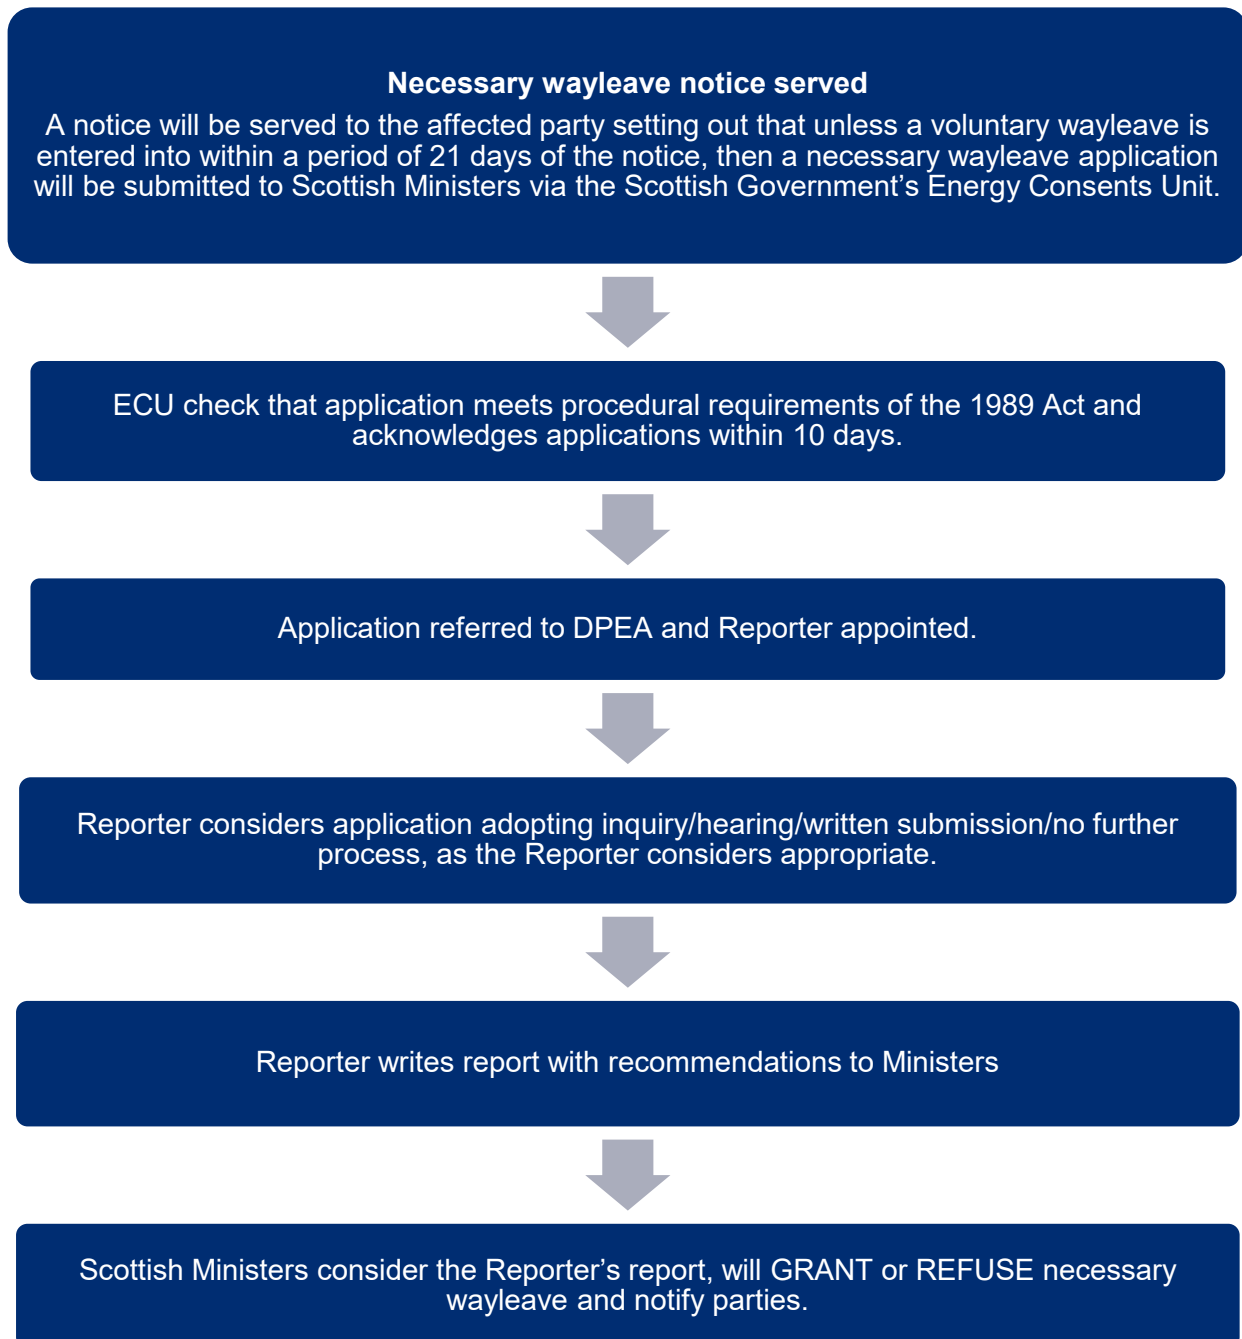 Necessary wayleave notice served
A notice will be served to the affected party setting out that unless a voluntary wayleave is
entered into within a period of 21 days of the notice, then a necessary wayleave application
will be submitted to Scottish Ministers via the Scottish Government’s Energy Consents Unit.
ECU check that application meets procedural requirements of the 1989 Act and
acknowledges applications within 10 days.
Application referred to DPEA and Reporter appointed.
Reporter considers application adopting inquiry/hearing/written submission/no further
process, as the Reporter considers appropriate.
Reporter writes report with recommendations to Ministers
Scottish Ministers consider the Reporter’s report, will GRANT or REFUSE necessary
wayleave and notify parties.